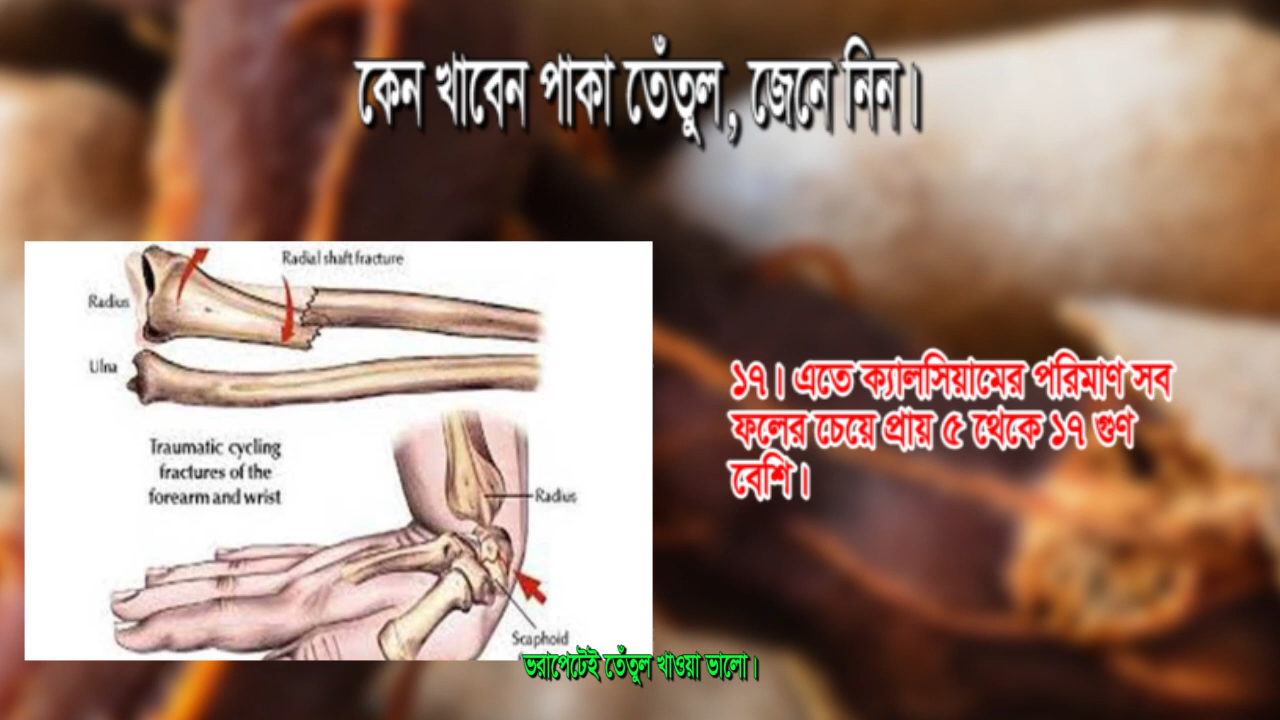 কেন খাবেন পাকা তেঁতুল, জেনে নিন।
Radial shaft fracture
Radius
Ulna
Traumatic cycling
fractures of the
forearm and wrist
Radius
Scaphoid
১৭। এতে ক্যালসিয়ামের পরিমাণ সব
ফলের চেয়ে প্রায় ৫ থেকে ১৭ গুণ
বেশি।
ভরাপেটেই তেঁতুল খাওয়া ভালো।